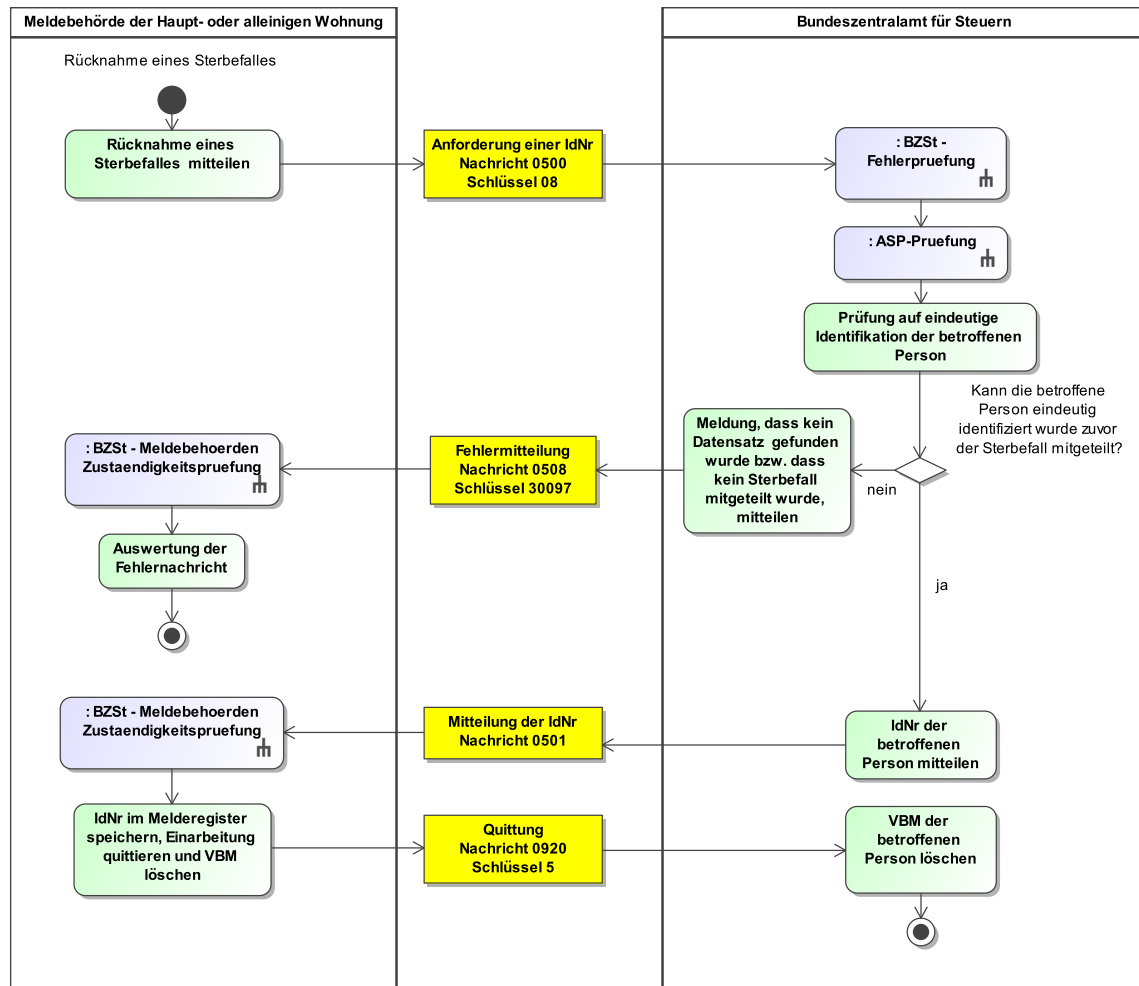 Meldebehörde der Haupt- oder alleinigen Wohnung
Bundeszentralamt für Steuern
Rücknahme eines Sterbefalles
Rücknahme eines
Sterbefalles mitteilen
Anforderung einer IdNr
Nachricht 0500
Schlüssel 08
: BZSt -
Fehlerpruefung
: ASP-Pruefung
Prüfung auf eindeutige
Identifikation der betroffenen
Person
Kann die betroffene
Person eindeutig
identifiziert wurde zuvor
der Sterbefall mitgeteilt?
Meldung, dass kein
Datensatz gefunden
wurde bzw. dass
kein Sterbefall
mitgeteilt wurde,
mitteilen
nein
Fehlermitteilung
Nachricht 0508
Schlüssel 30097
: BZSt - Meldebehoerden
Zustaendigkeitspruefung
Auswertung der
Fehlernachricht
ja
: BZSt - Meldebehoerden
Zustaendigkeitspruefung
Mitteilung der IdNr
Nachricht 0501
IdNr der
betroffenen
Person mitteilen
IdNr im Melderegister
speichern, Einarbeitung
quittieren und VBM
löschen
Quittung
Nachricht 0920
Schlüssel 5
VBM der
betroffenen
Person löschen